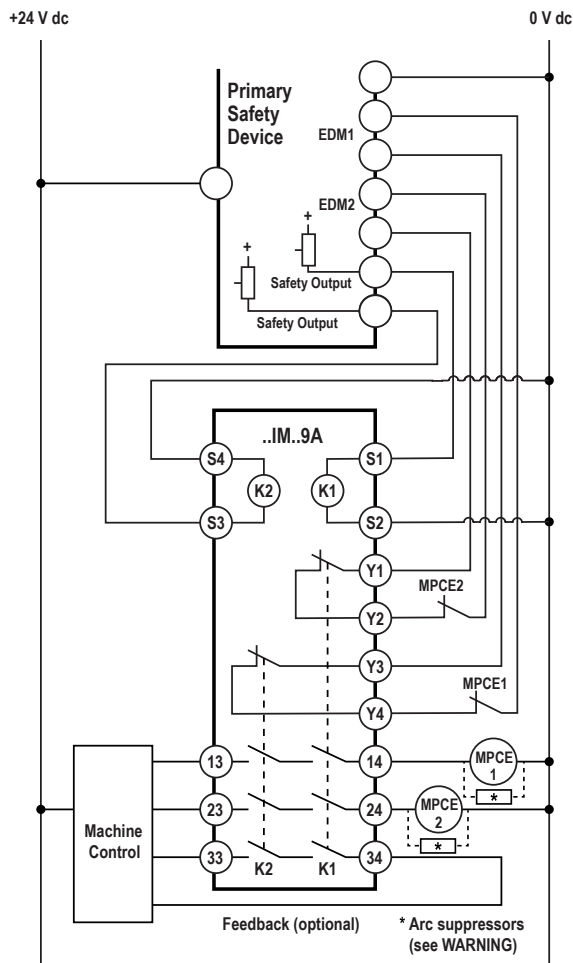 +24 V dc
0 V dc
Primary
Safety
Device
EDM1
EDM2
+
+
Safety Output
Safety Output
..IM..9A
S4
S1
K2
K1
S3
S2
Y1
MPCE2
Y2
Y3
MPCE1
Y4
13
14
MPCE
1
*
23
24
MPCE
2
*
Machine
Control
33
K2
K1
34
Feedback (optional)
* Arc suppressors
(see WARNING)